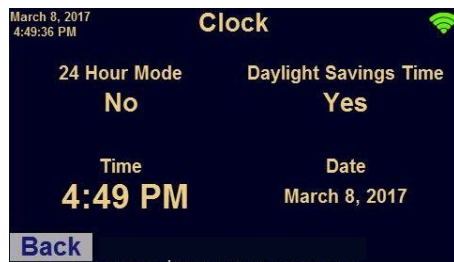 March 8, 2017
4:49:36 PM
Clock
24 Hour Mode
No
Daylight Savings Time
Yes
Time
4:49 PM
Date
March 8, 2017
Back